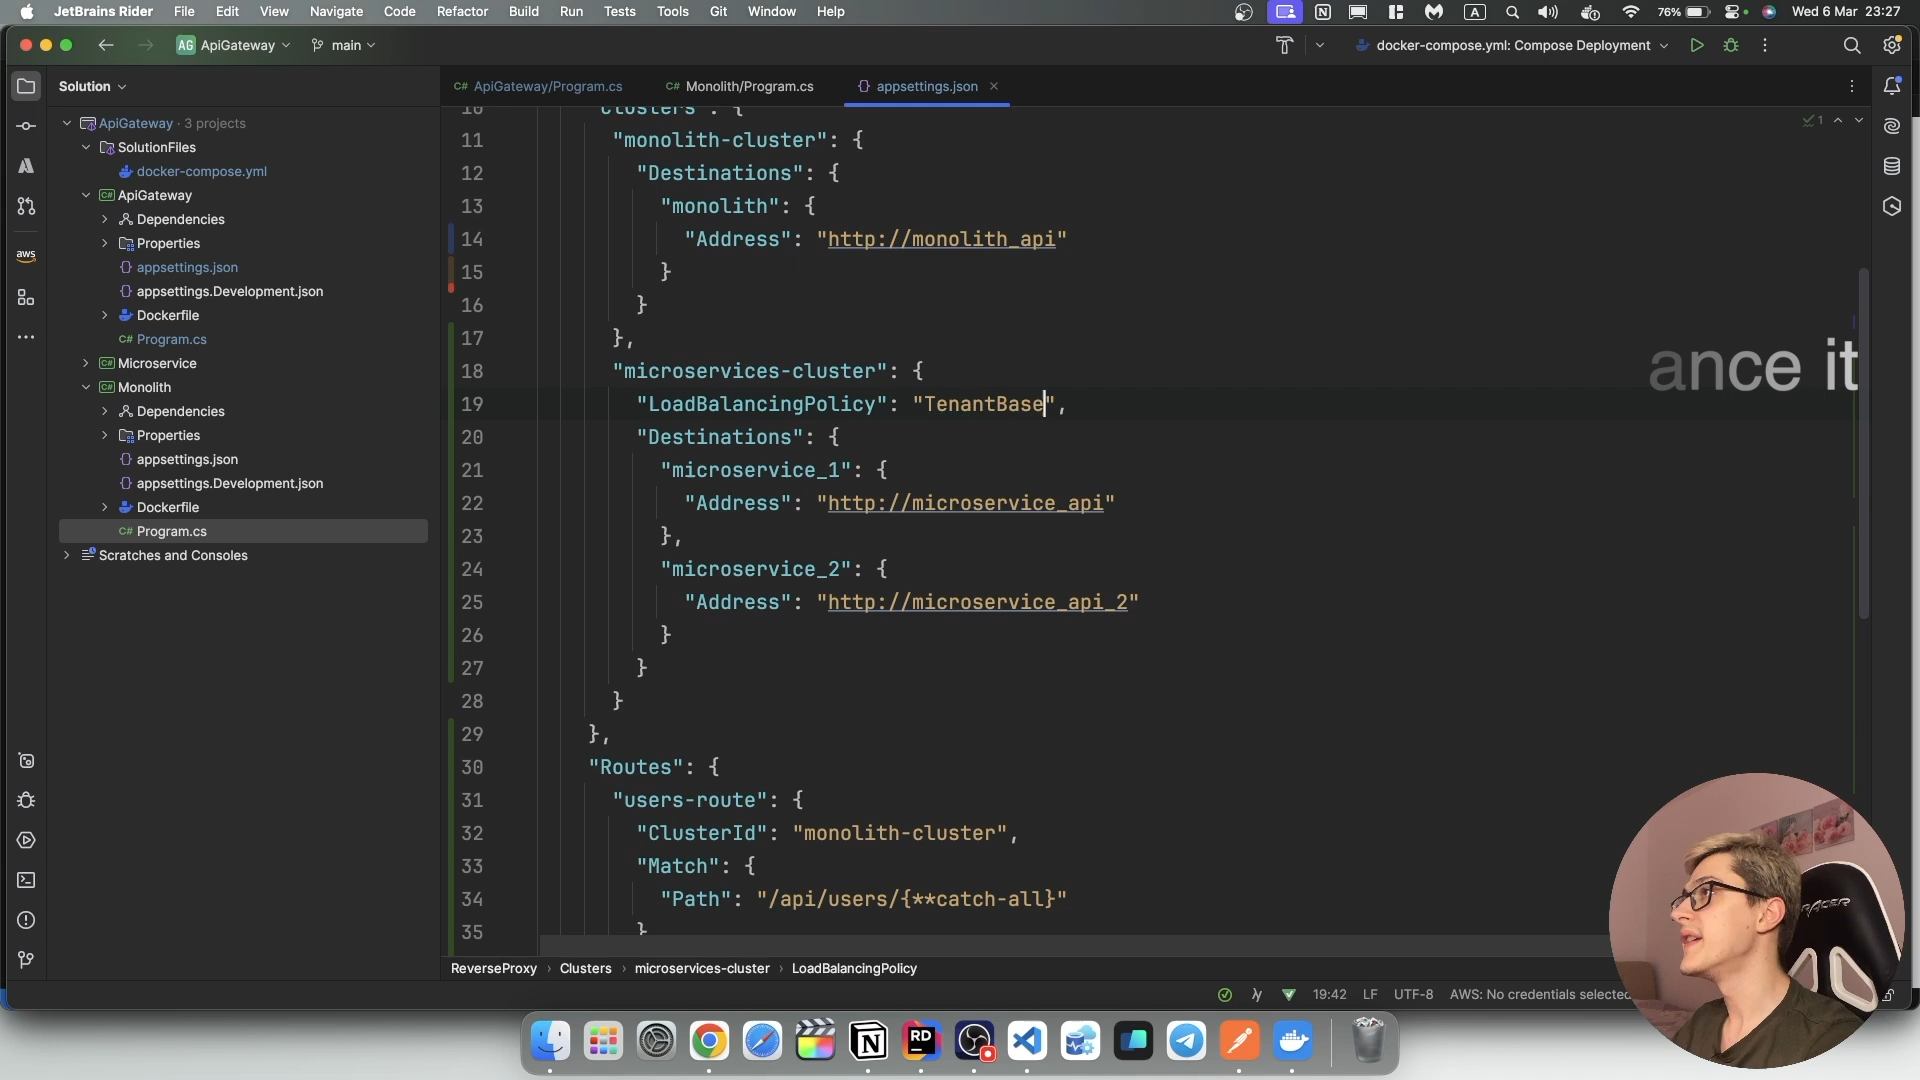 JetBrains Rider File Edit View Navigate Code Refactor Build Run Tests Tools Git Window Help
A 76% Wed 6 Mar 23:27
AG ApiGateway main docker-compose.yml: Compose Deployment
Solution
C# ApiGateway/Program.cs C# Monolith/Program.cs {} appsettings.json
ApiGateway · 3 projects
SolutionFiles
docker-compose.yml
C# ApiGateway
Dependencies
Properties
{} appsettings.json
{} appsettings.Development.json
Dockerfile
C# Program.cs
C# Microservice
C# Monolith
Dependencies
Properties
{} appsettings.json
{} appsettings.Development.json
Dockerfile
C# Program.cs
Scratches and Consoles
aws
1
10 "Clusters": {
11 "monolith-cluster": {
12 "Destinations": {
13 "monolith": {
14 "Address": "http://monolith_api"
15 }
16 }
17 },
18 "microservices-cluster": {
19 "LoadBalancingPolicy": "TenantBase",
20 "Destinations": {
21 "microservice_1": {
22 "Address": "http://microservice_api"
23 },
24 "microservice_2": {
25 "Address": "http://microservice_api_2"
26 }
27 }
28 }
29 },
30 "Routes": {
31 "users-route": {
32 "ClusterId": "monolith-cluster",
33 "Match": {
34 "Path": "/api/users/{**catch-all}"
35 }
ance it
ReverseProxy › Clusters › microservices-cluster › LoadBalancingPolicy
19:42 LF UTF-8 AWS: No credentials selected
RD
ACER